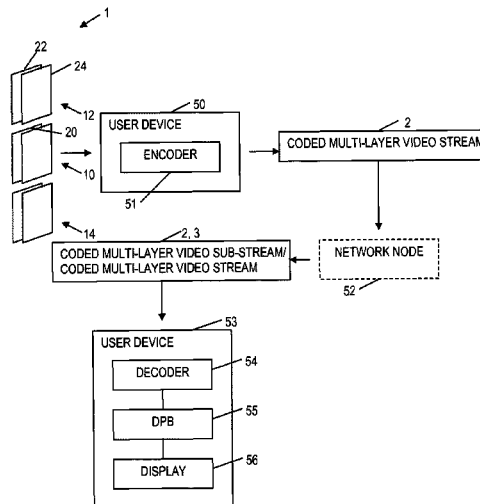 1
22
24
12
20
10
14
50
USER DEVICE
ENCODER
51
2
CODED MULTI-LAYER VIDEO STREAM
2, 3
CODED MULTI-LAYER VIDEO SUB-STREAM/
CODED MULTI-LAYER VIDEO STREAM
NETWORK NODE
52
53
USER DEVICE
DECODER
54
DPB
55
DISPLAY
56